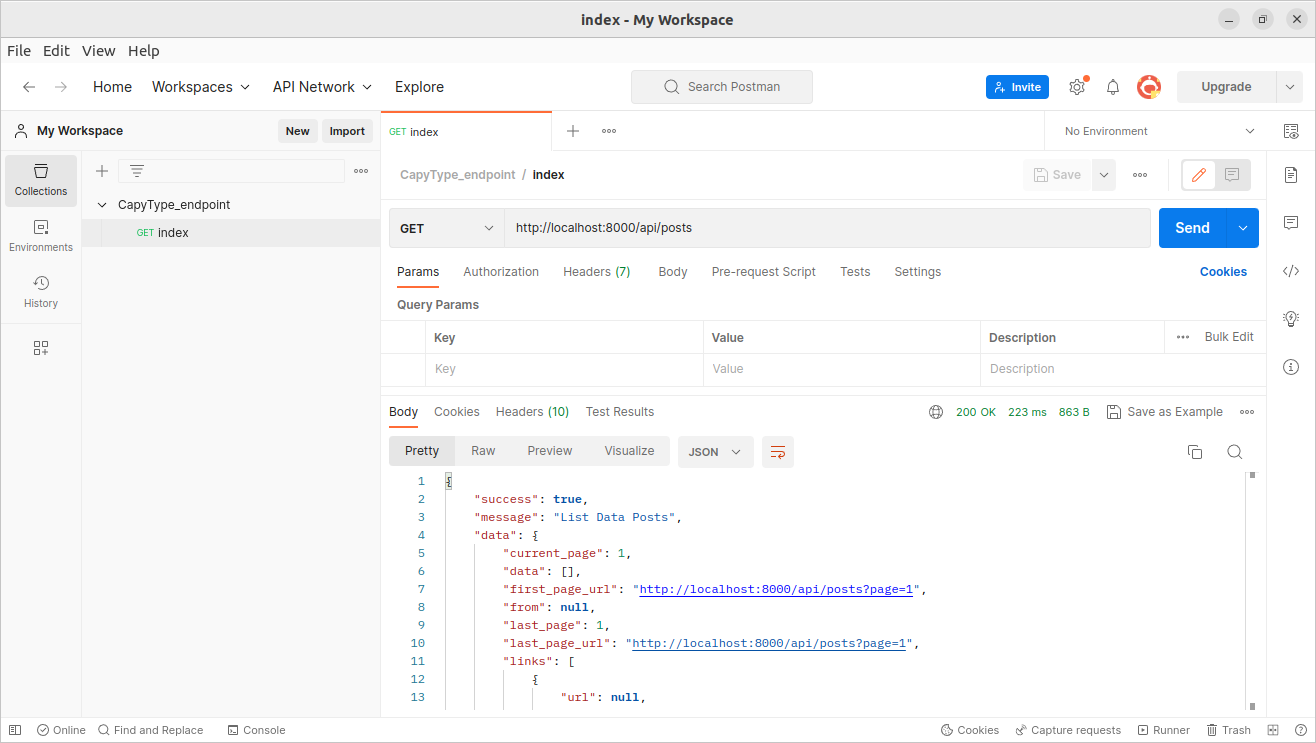 index - My Workspace
File Edit View Help
Home Workspaces API Network Explore Search Postman Invite Upgrade
My Workspace New Import GET index No Environment
Collections
Environments
History
CapyType_endpoint
GET index
CapyType_endpoint / index Save
GET http://localhost:8000/api/posts Send
Params Authorization Headers (7) Body Pre-request Script Tests Settings Cookies
Query Params
Key Value Description Bulk Edit
Key Value Description
Body Cookies Headers (10) Test Results 200 OK 223 ms 863 B Save as Example
Pretty Raw Preview Visualize JSON
1 {
2 "success": true,
3 "message": "List Data Posts",
4 "data": {
5 "current_page": 1,
6 "data": [],
7 "first_page_url": "http://localhost:8000/api/posts?page=1",
8 "from": null,
9 "last_page": 1,
10 "last_page_url": "http://localhost:8000/api/posts?page=1",
11 "links": [
12 {
13 "url": null,
Online Find and Replace Console Cookies Capture requests Runner Trash